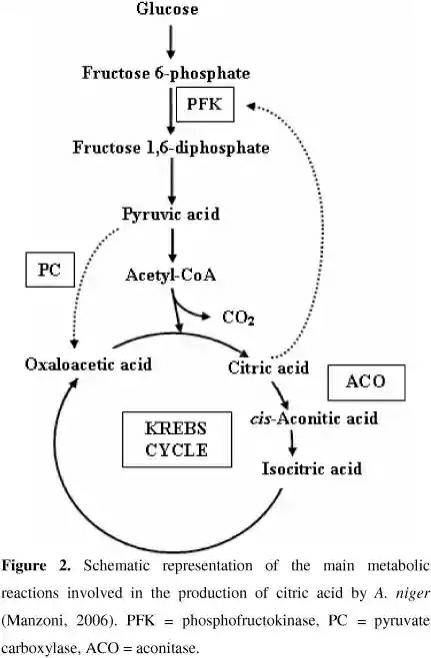 Glucose
Fructose 6-phosphate
PFK
Fructose 1,6-diphosphate
Pyruvic acid
PC
Acetyl-CoA
CO2
Oxaloacetic acid
Citric acid
ACO
cis-Aconitic acid
KREBS
CYCLE
Isocitric acid
Figure 2. Schematic representation of the main metabolic
reactions involved in the production of citric acid by A. niger
(Manzoni, 2006). PFK = phosphofructokinase, PC = pyruvate
carboxylase, ACO = aconitase.